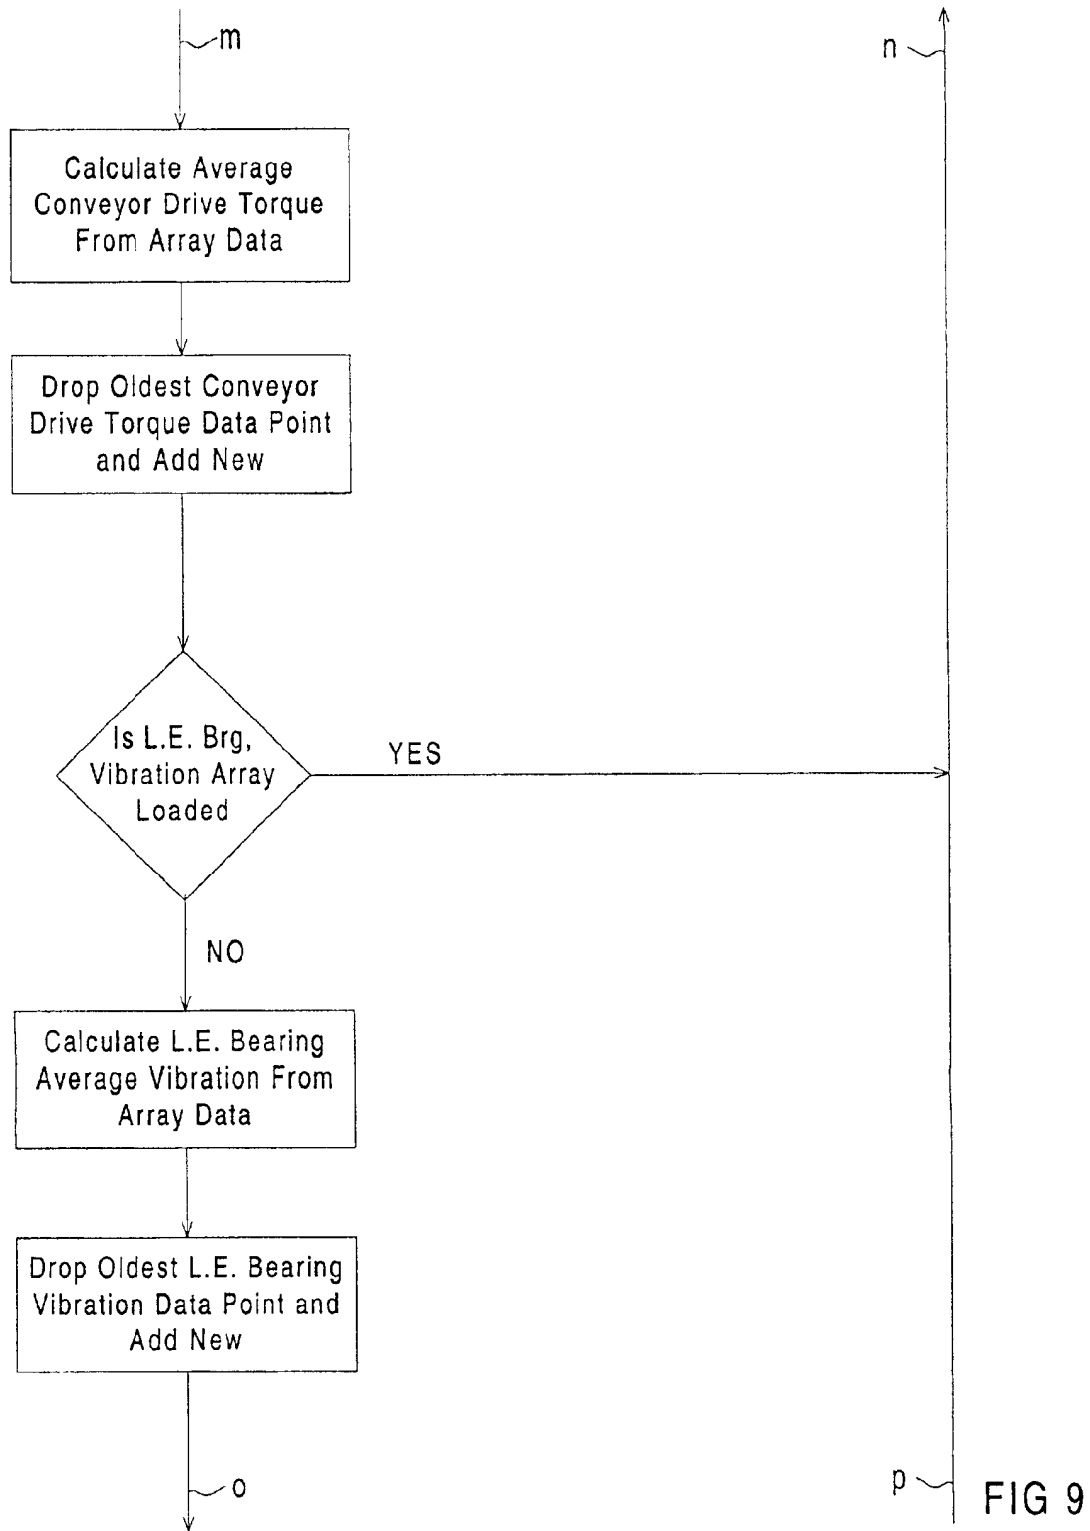 m
n
Calculate Average
Conveyor Drive Torque
From Array Data
Drop Oldest Conveyor
Drive Torque Data Point
and Add New
Is L.E. Brg,
Vibration Array
Loaded
YES
NO
Calculate L.E. Bearing
Average Vibration From
Array Data
Drop Oldest L.E. Bearing
Vibration Data Point and
Add New
o
p
FIG 9